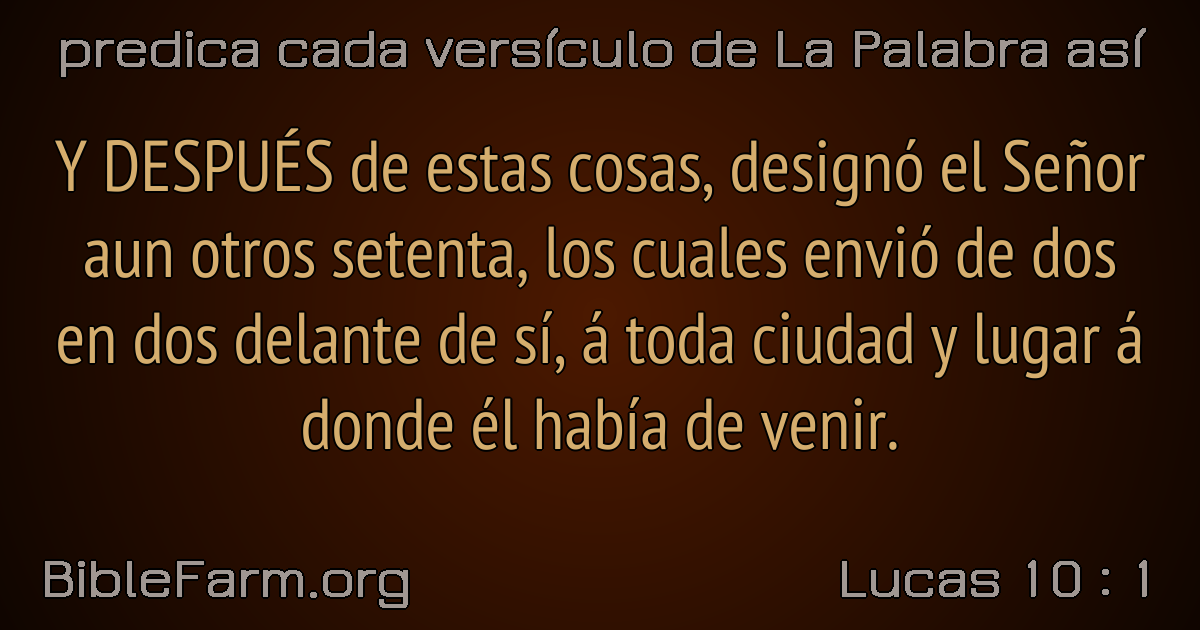 predica cada versículo de La Palabra así
Y DESPUÉS de estas cosas, designó el Señor
aun otros setenta, los cuales envió de dos
en dos delante de sí, á toda ciudad y lugar á
donde él había de venir.
BibleFarm.org
Lucas 10 : 1